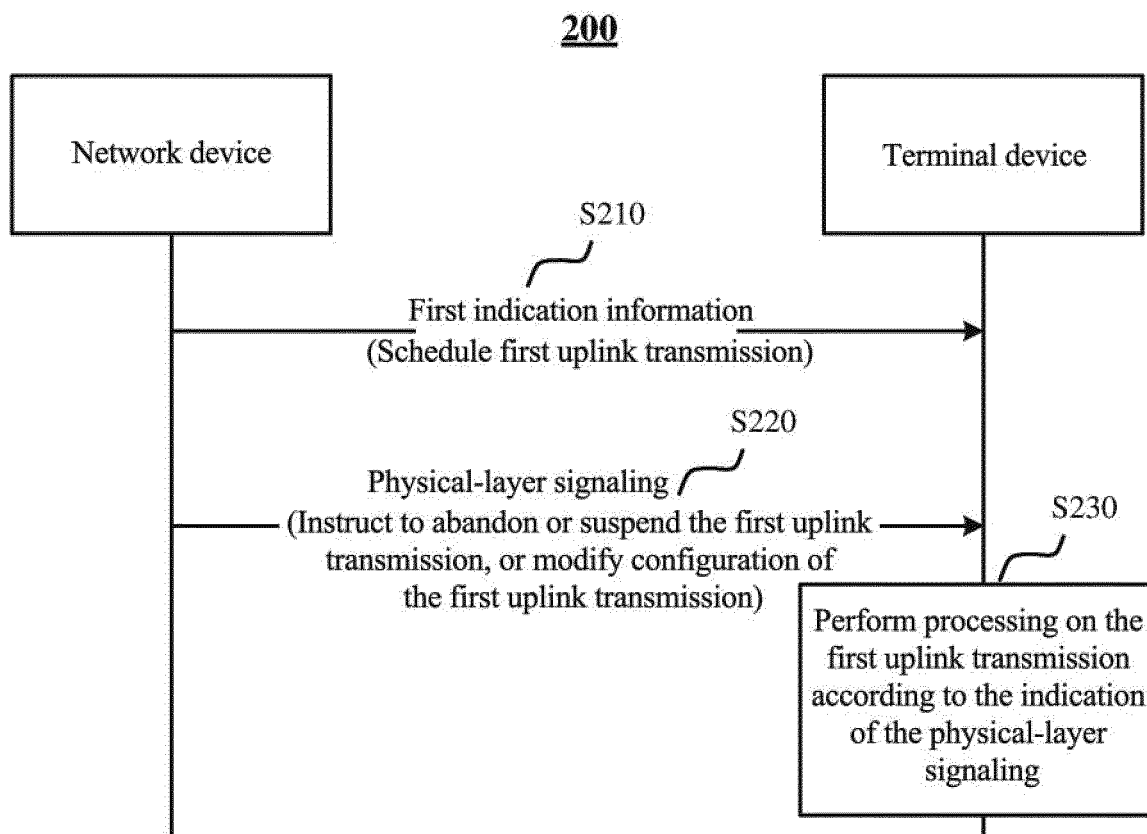 200
Network device
Terminal device
S210
First indication information
(Schedule first uplink transmission)
S220
Physical-layer signaling
(Instruct to abandon or suspend the first uplink
transmission, or modify configuration of
the first uplink transmission)
S230
Perform processing on the
first uplink transmission
according to the indication
of the physical-layer
signaling